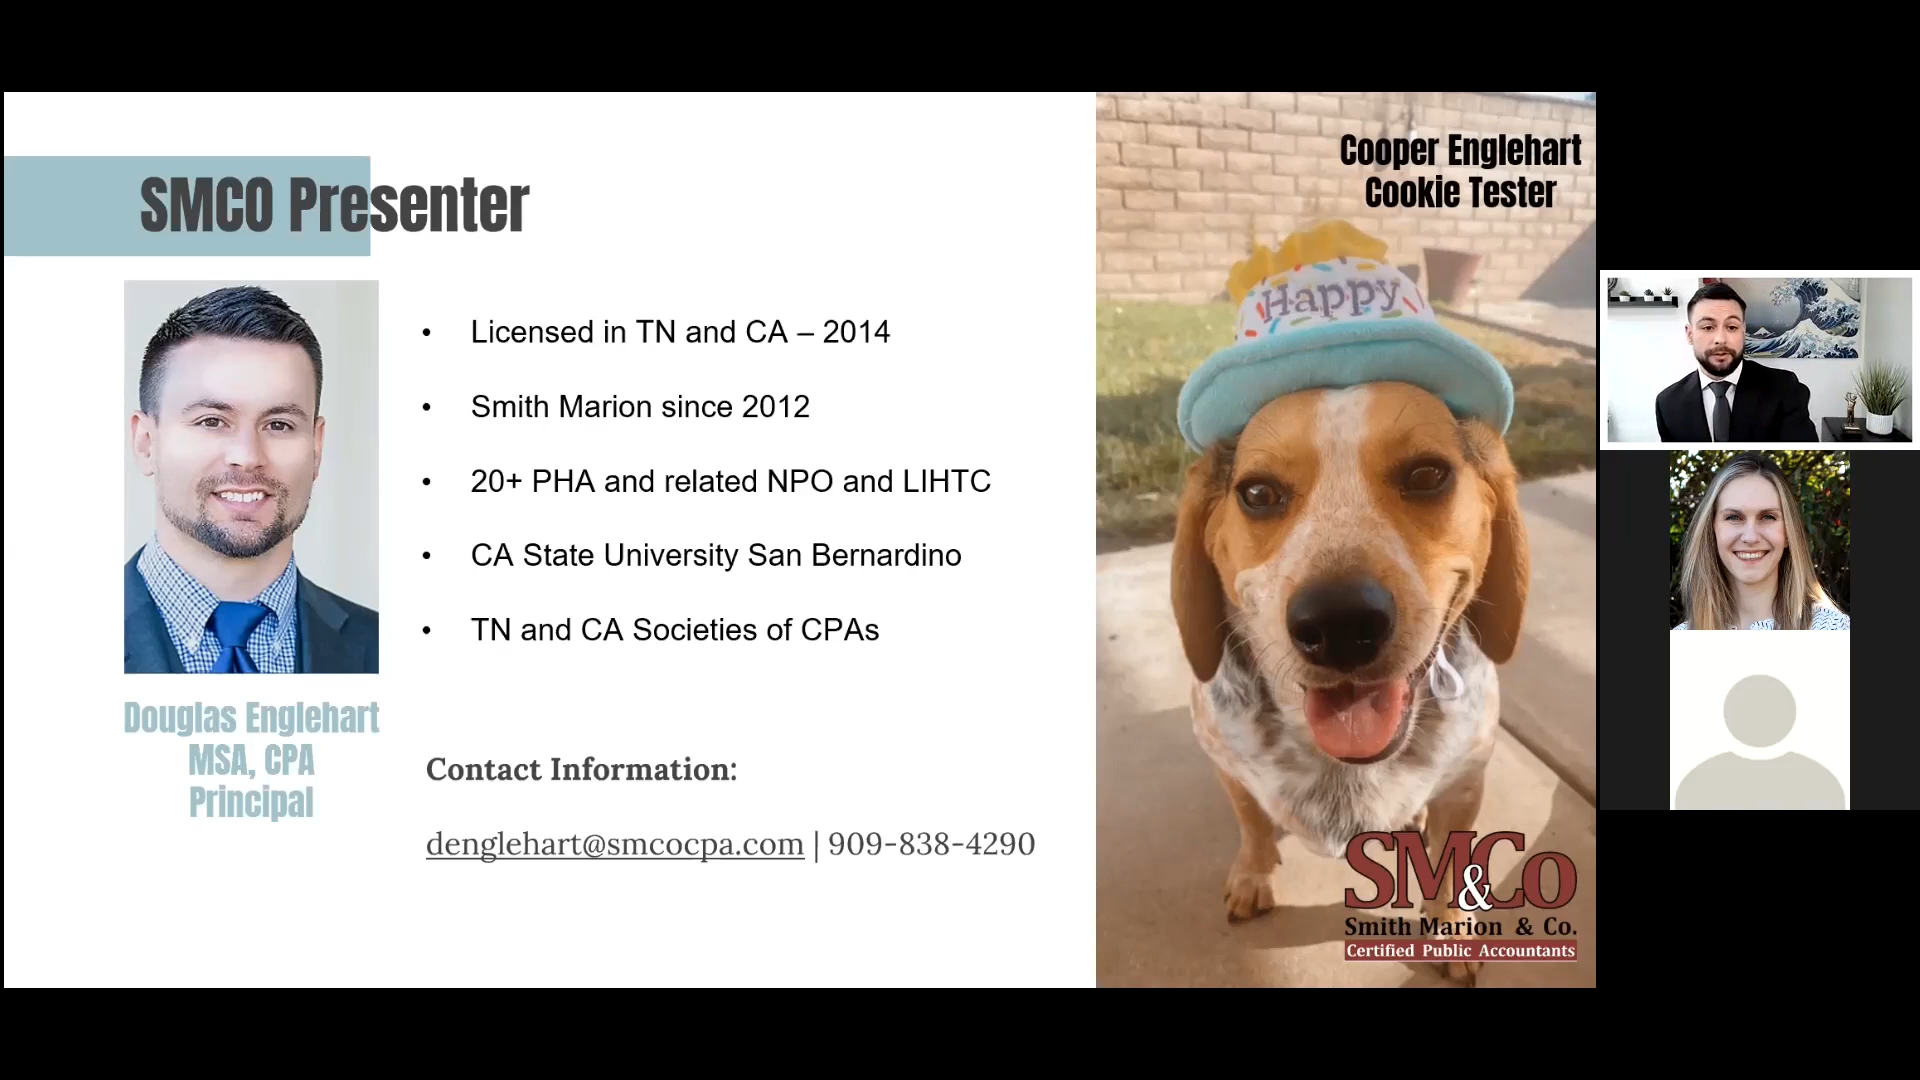 SMCO Presenter
Licensed in TN and CA – 2014
Smith Marion since 2012
20+ PHA and related NPO and LIHTC
CA State University San Bernardino
TN and CA Societies of CPAs
Douglas Englehart
MSA, CPA
Principal
Contact Information:
denglehart@smcocpa.com | 909-838-4290
Cooper Englehart
Cookie Tester
Happy
SM&Co
Smith Marion & Co.
Certified Public Accountants